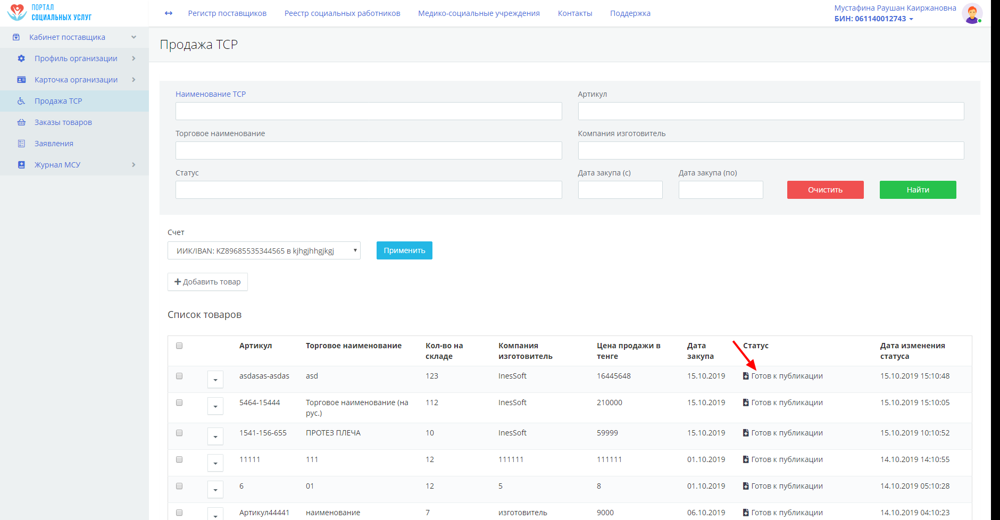 ПОРТАЛ
СОЦИАЛЬНЫХ УСЛУГ
Регистр поставщиков Реестр социальных работников Медико-социальные учреждения Контакты Поддержка
Мустафина Раушан Каиржановна
БИН: 061140012743
Кабинет поставщика
Профиль организации
Карточка организации
Продажа ТСР
Заказы товаров
Заявления
Журнал МСУ
Продажа ТСР
Наименование ТСР Артикул
Торговое наименование Компания изготовитель
Статус Дата закупа (с) Дата закупа (по)
Очистить Найти
Счет
ИИК/IBAN: KZ89685535344565 в kjhgjhhgjkgj Применить
Добавить товар
Список товаров
Артикул Торговое наименование Кол-во на складе Компания изготовитель Цена продажи в тенге Дата закупа Статус Дата изменения статуса
asdasas-asdas asd 123 InesSoft 16445648 15.10.2019 Готов к публикации 15.10.2019 15:10:48
5464-15444 Торговое наименование (на рус.) 112 InesSoft 210000 15.10.2019 Готов к публикации 15.10.2019 15:10:05
1541-156-655 ПРОТЕЗ ПЛЕЧА 10 InesSoft 59999 15.10.2019 Готов к публикации 15.10.2019 10:10:52
11111 111 12 111111 111111 01.10.2019 Готов к публикации 14.10.2019 14:10:55
6 01 12 5 8 01.10.2019 Готов к публикации 14.10.2019 05:10:28
Артикул44441 наименование 7 изготовитель 9000 06.10.2019 Готов к публикации 14.10.2019 04:10:23